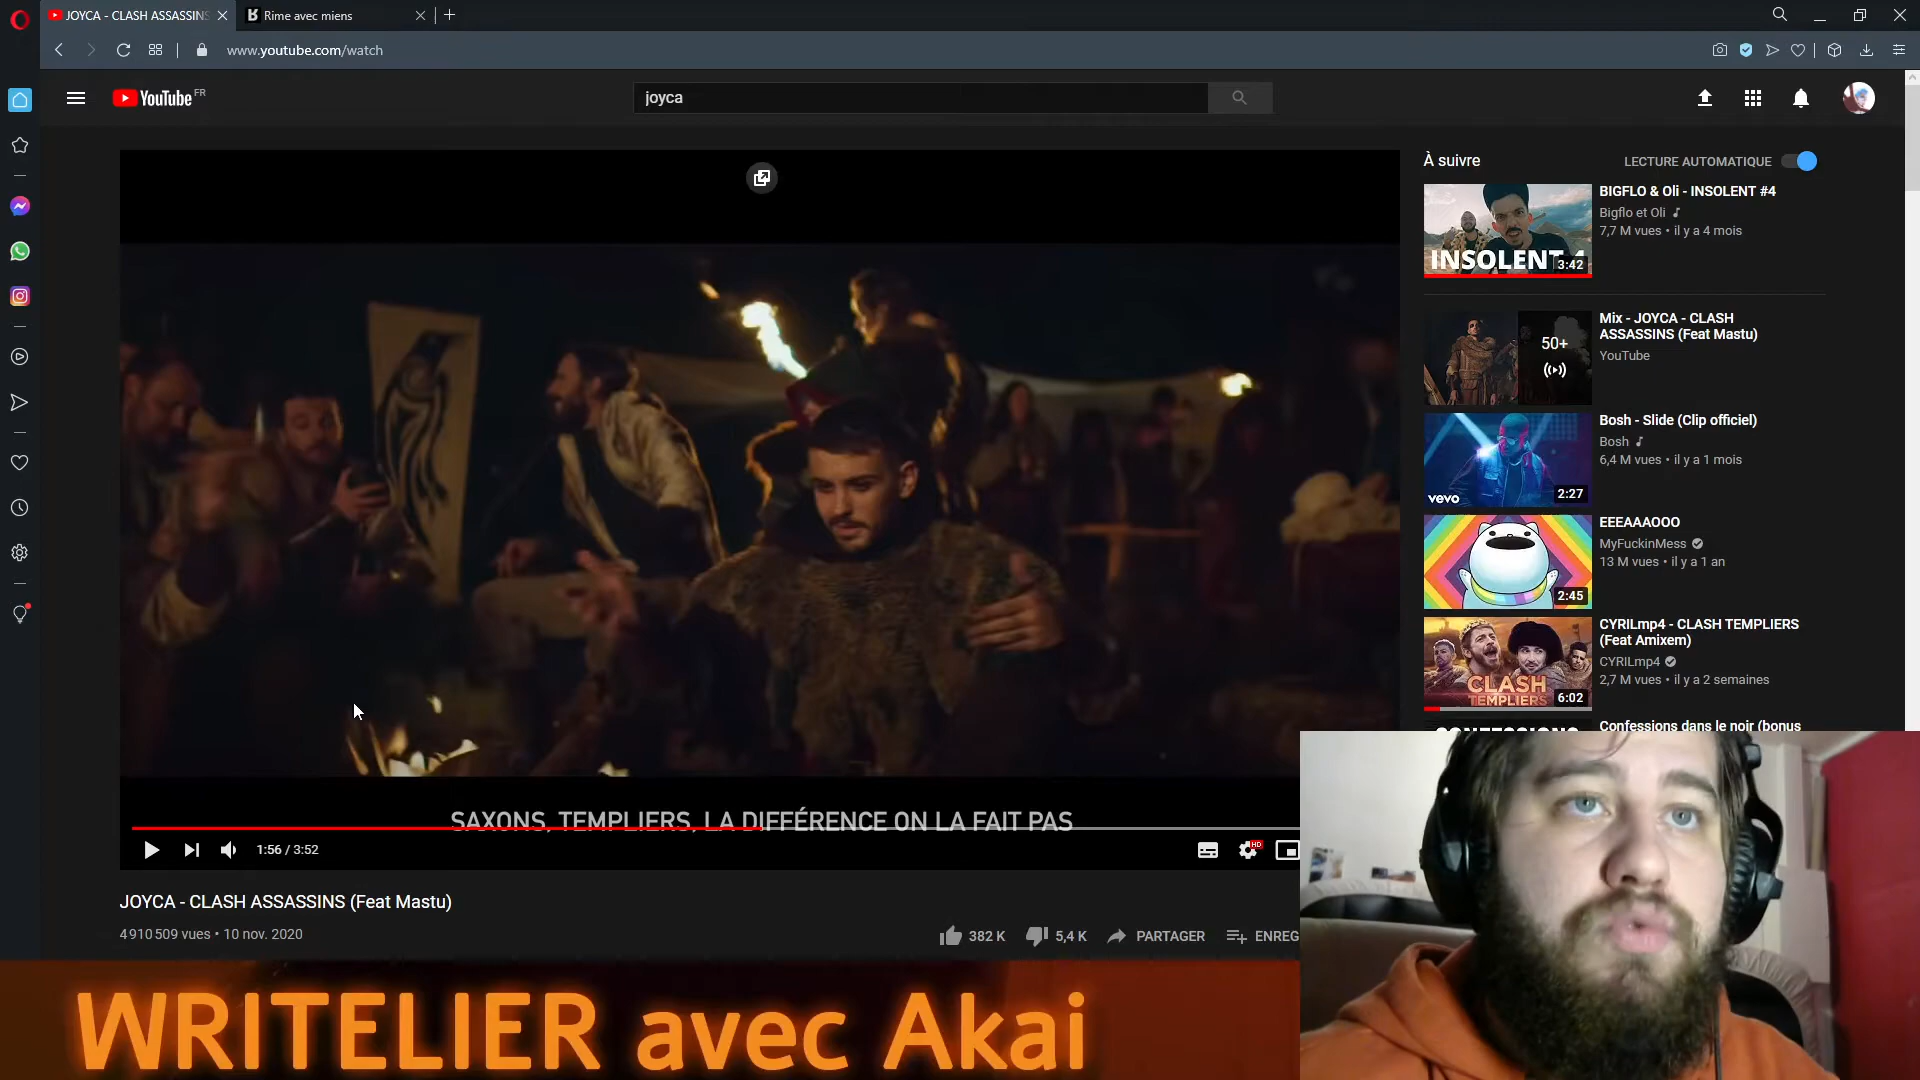 JOYCA - CLASH ASSASSINS
Rime avec miens
www.youtube.com/watch
YouTube FR
joyca
À suivre
LECTURE AUTOMATIQUE
INSOLENT 4
3:42
BIGFLO & Oli - INSOLENT #4
Bigflo et Oli
7,7 M vues • il y a 4 mois
50+
Mix - JOYCA - CLASH
ASSASSINS (Feat Mastu)
YouTube
vevo
2:27
Bosh - Slide (Clip officiel)
Bosh
6,4 M vues • il y a 1 mois
2:45
EEEAAAOOO
MyFuckinMess
13 M vues • il y a 1 an
CLASH
TEMPLIERS
6:02
CYRILmp4 - CLASH TEMPLIERS
(Feat Amixem)
CYRILmp4
2,7 M vues • il y a 2 semaines
Confessions dans le noir (bonus
SAXONS, TEMPLIERS, LA DIFFÉRENCE ON LA FAIT PAS
1:56 / 3:52
HD
JOYCA - CLASH ASSASSINS (Feat Mastu)
4 910 509 vues • 10 nov. 2020
382 K
5,4 K
PARTAGER
ENREG
WRITELIER avec Akai